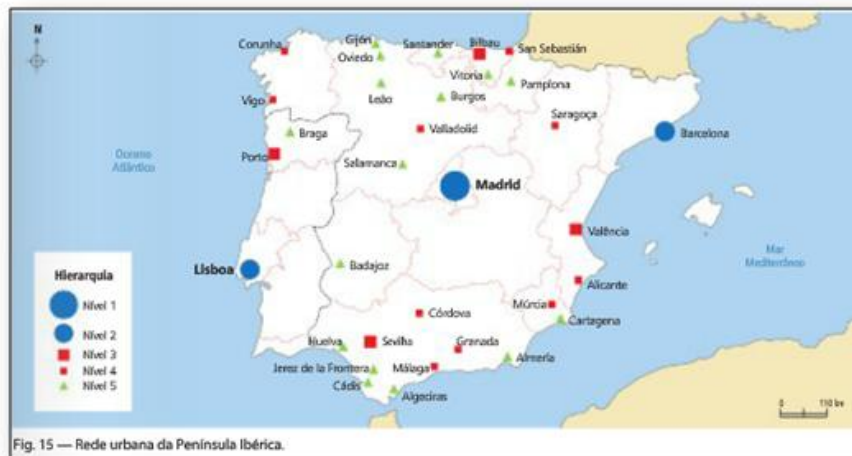 N
Corunha
Gijón
Oviedo
Santander
Bilbau
San Sebastián
Vitoria
Pamplona
Leão
Burgos
Vigo
Saragoça
Valladolid
Braga
Barcelona
Oceano
Atlântico
Porto
Salamanca
Madrid
Valência
Mar
Mediterrâneo
Hierarquia
Nível 1
Nível 2
Nível 3
Nível 4
Nível 5
Lisboa
Badajoz
Alicante
Múrcia
Cartagena
Córdova
Huelva
Sevilha
Granada
Almería
Jerez de la Frontera
Málaga
Cádis
Algeciras
0 110 km
Fig. 15 — Rede urbana da Península Ibérica.